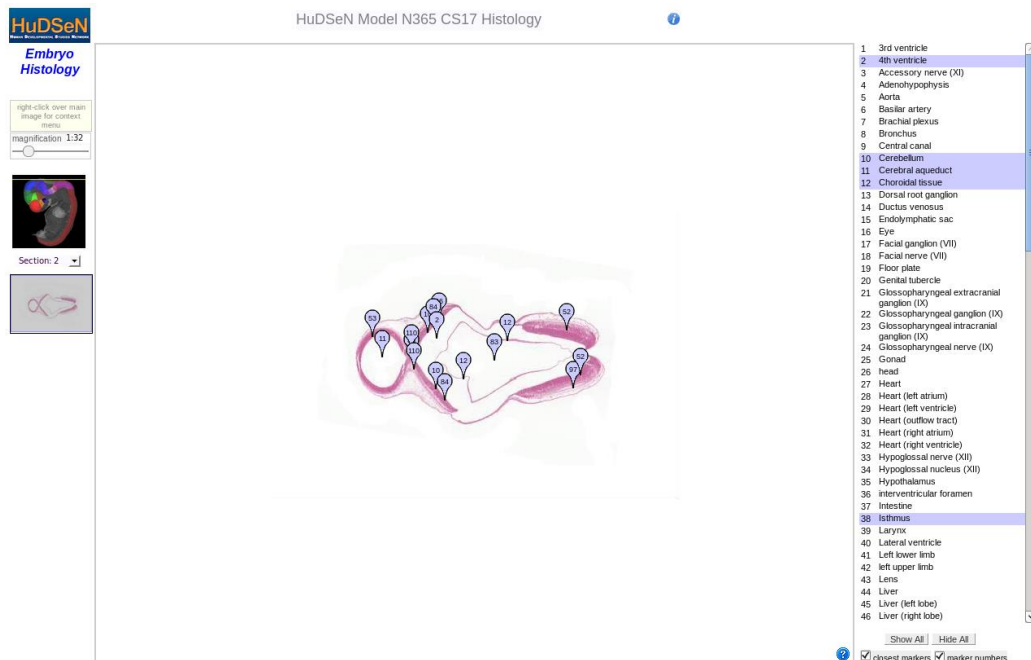 HuDSeN Model N365 CS17 Histology
HuDSeN
Human Developmental Studies Network
Embryo
Histology
right-click over main
image for context
menu
magnification 1:32
Section: 2
53
11
84
2
110
110
10
84
12
83
12
52
52
97
1 3rd ventricle
2 4th ventricle
3 Accessory nerve (XI)
4 Adenohypophysis
5 Aorta
6 Basilar artery
7 Brachial plexus
8 Bronchus
9 Central canal
10 Cerebellum
11 Cerebral aqueduct
12 Choroidal tissue
13 Dorsal root ganglion
14 Ductus venosus
15 Endolymphatic sac
16 Eye
17 Facial ganglion (VII)
18 Facial nerve (VII)
19 Floor plate
20 Genital tubercle
21 Glossopharyngeal extracranial
ganglion (IX)
22 Glossopharyngeal ganglion (IX)
23 Glossopharyngeal intracranial
ganglion (IX)
24 Glossopharyngeal nerve (IX)
25 Gonad
26 head
27 Heart
28 Heart (left atrium)
29 Heart (left ventricle)
30 Heart (outflow tract)
31 Heart (right atrium)
32 Heart (right ventricle)
33 Hypoglossal nerve (XII)
34 Hypoglossal nucleus (XII)
35 Hypothalamus
36 interventricular foramen
37 Intestine
38 Isthmus
39 Larynx
40 Lateral ventricle
41 Left lower limb
42 left upper limb
43 Lens
44 Liver
45 Liver (left lobe)
46 Liver (right lobe)
Show All Hide All
closest markers marker numbers